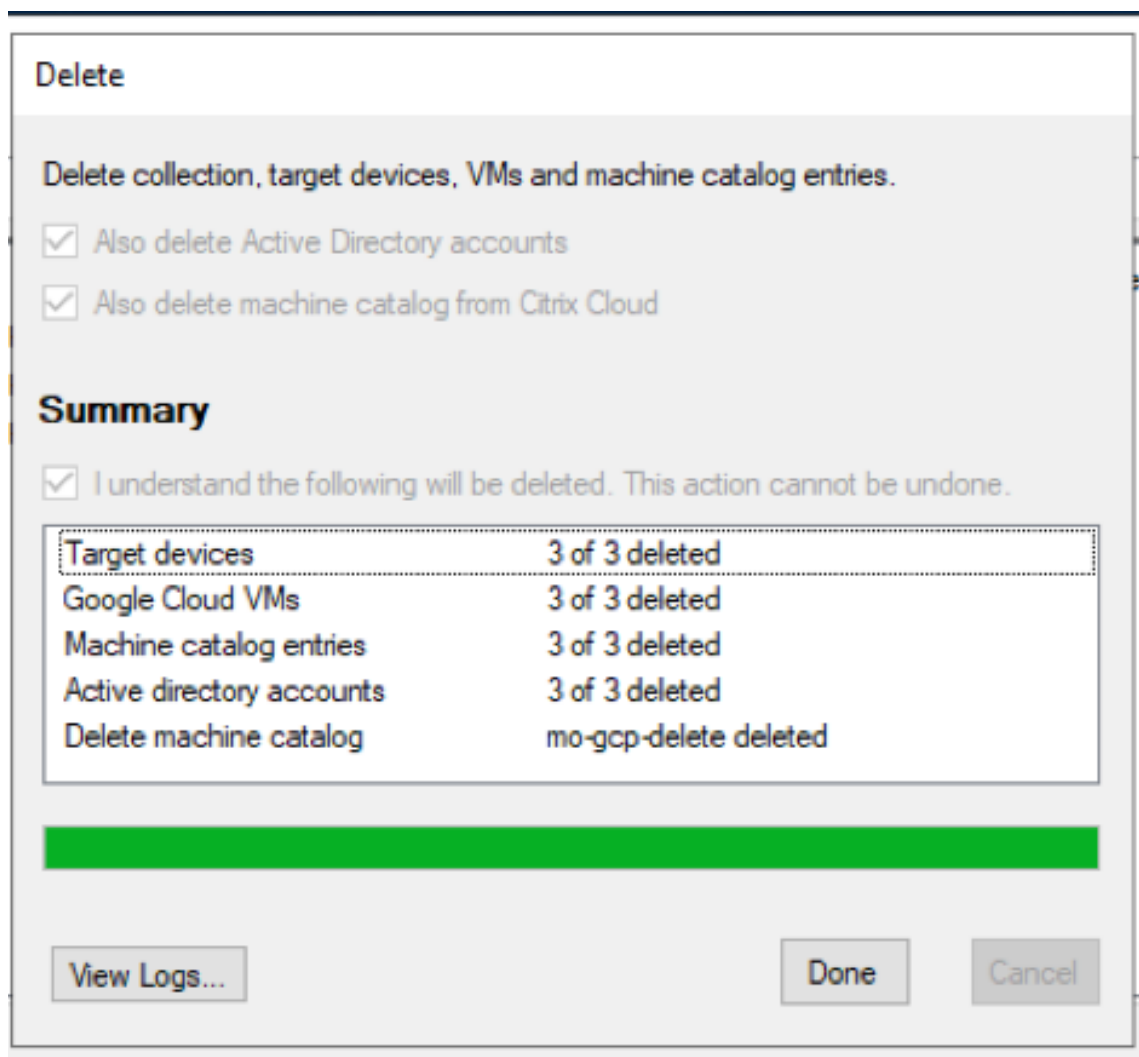 Delete
Delete collection, target devices, VMs and machine catalog entries.
Also delete Active Directory accounts
Also delete machine catalog from Citrix Cloud
Summary
I understand the following will be deleted. This action cannot be undone.
Target devices 3 of 3 deleted
Google Cloud VMs 3 of 3 deleted
Machine catalog entries 3 of 3 deleted
Active directory accounts 3 of 3 deleted
Delete machine catalog mo-gcp-delete deleted
View Logs... Done Cancel